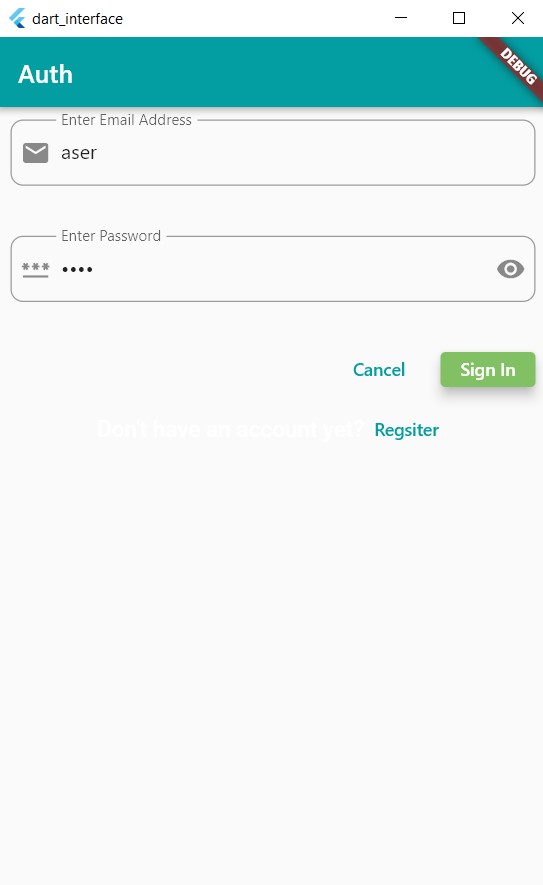 dart_interface
Auth
DEBUG
Enter Email Address
aser
Enter Password
••••
Cancel Sign In
Don't have an account yet? Regsiter